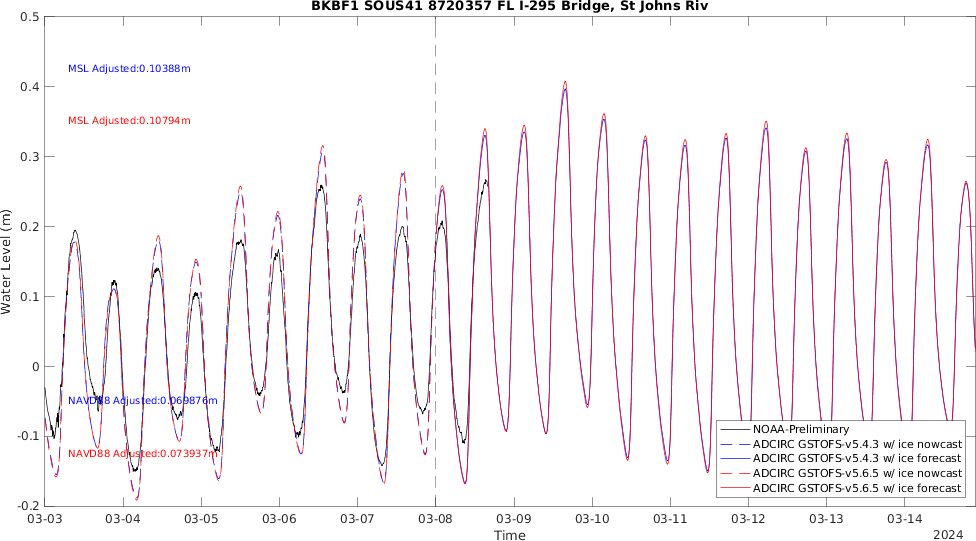 BKBF1 SOUS41 8720357 FL I-295 Bridge, St Johns Riv
0.5
0.4
0.3
0.2
0.1
0
-0.1
-0.2
Water Level (m)
MSL Adjusted:0.10388m
MSL Adjusted:0.10794m
NAVD88 Adjusted:0.069876m
NAVD88 Adjusted:0.073937m
NOAA-Preliminary
ADCIRC GSTOFS-v5.4.3 w/ ice nowcast
ADCIRC GSTOFS-v5.4.3 w/ ice forecast
ADCIRC GSTOFS-v5.6.5 w/ ice nowcast
ADCIRC GSTOFS-v5.6.5 w/ ice forecast
03-03 03-04 03-05 03-06 03-07 03-08 03-09 03-10 03-11 03-12 03-13 03-14
Time
2024